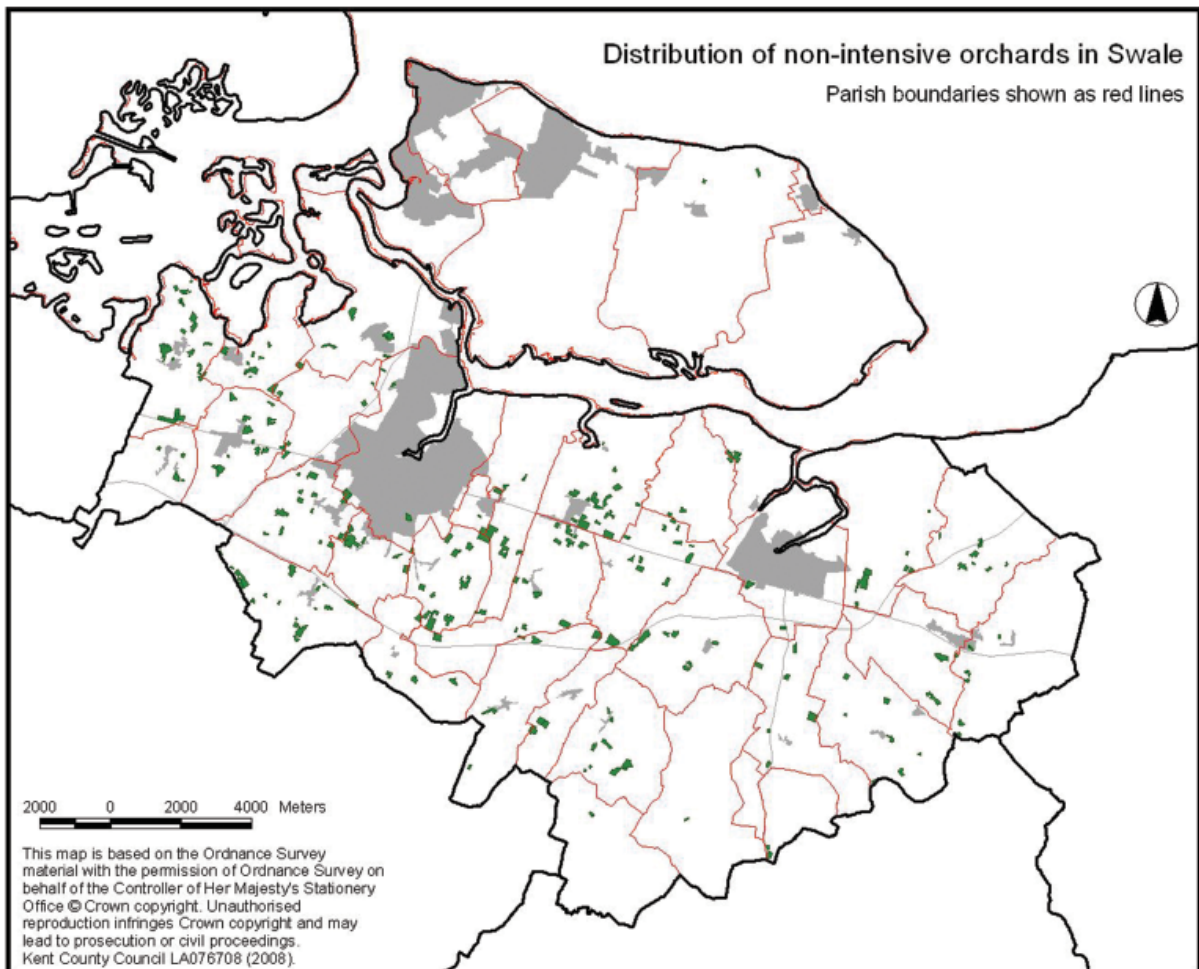 Distribution of non-intensive orchards in Swale
Parish boundaries shown as red lines
2000 0 2000 4000 Meters
This map is based on the Ordnance Survey
material with the permission of Ordnance Survey on
behalf of the Controller of Her Majesty's Stationery
Office © Crown copyright. Unauthorised
reproduction infringes Crown copyright and may
lead to prosecution or civil proceedings.
Kent County Council LA076708 (2008).